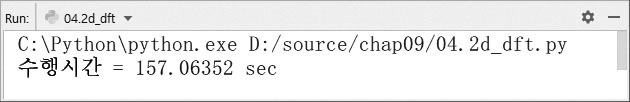 Run: 04.2d_dft
C:\Python\python.exe D:/source/chap09/04.2d_dft.py
수행시간 = 157.06352 sec